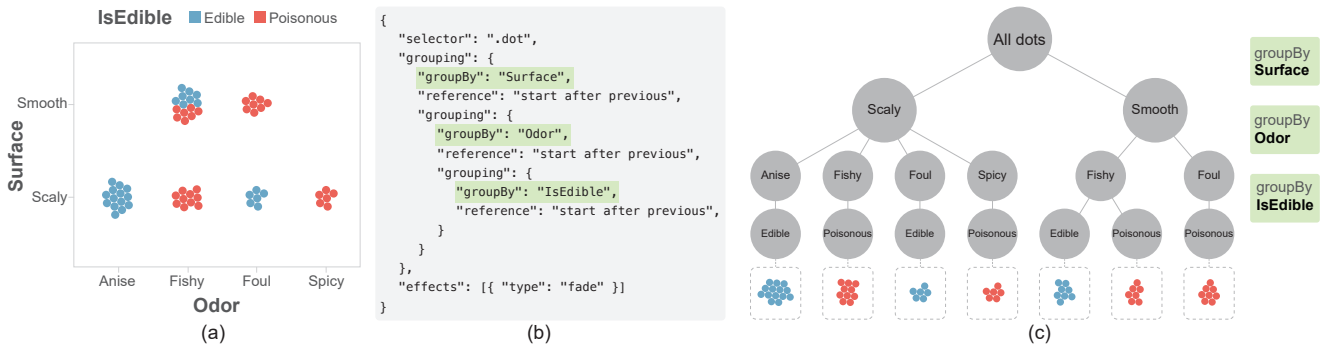 IsEdible Edible Poisonous
Surface
Smooth
Scaly
Anise Fishy Foul Spicy
Odor
(a)
{
"selector": ".dot",
"grouping": {
"groupBy": "Surface",
"reference": "start after previous",
"grouping": {
"groupBy": "Odor",
"reference": "start after previous",
"grouping": {
"groupBy": "IsEdible",
"reference": "start after previous",
}
}
},
"effects": [{ "type": "fade" }]
}
(b)
All dots
Scaly Smooth
Anise Fishy Foul Spicy Fishy Foul
Edible Poisonous Edible Poisonous Edible Poisonous Poisonous
(c)
groupBy
Surface
groupBy
Odor
groupBy
IsEdible